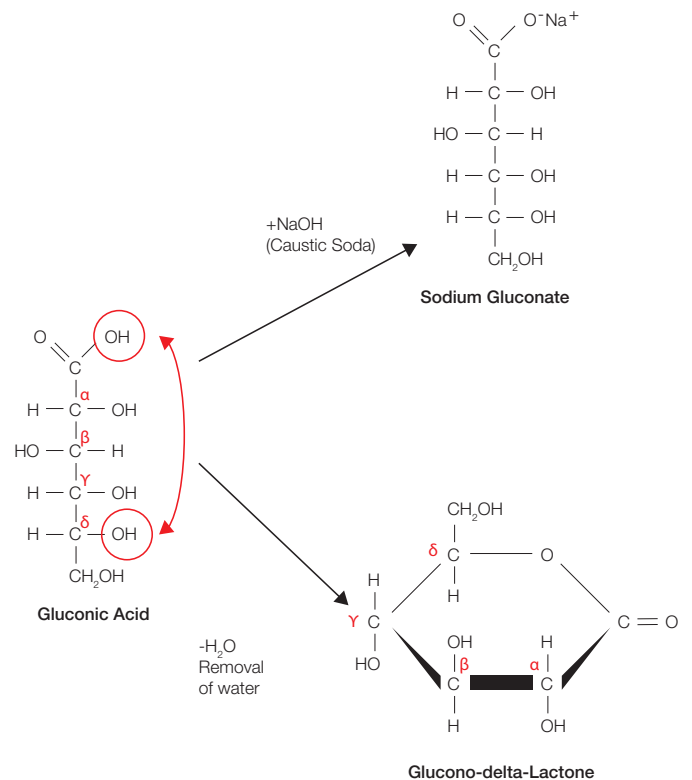 O O⁻Na⁺
C
H — C — OH
HO — C — H
H — C — OH
H — C — OH
CH₂OH
Sodium Gluconate
+NaOH
(Caustic Soda)
O OH
C
α
H — C — OH
β
HO — C — H
γ
H — C — OH
δ
H — C — OH
CH₂OH
Gluconic Acid
-H₂O
Removal
of water
CH₂OH
δ C — O
H H
γ C C = O
HO OH H
β α
C C
H OH
Glucono-delta-Lactone